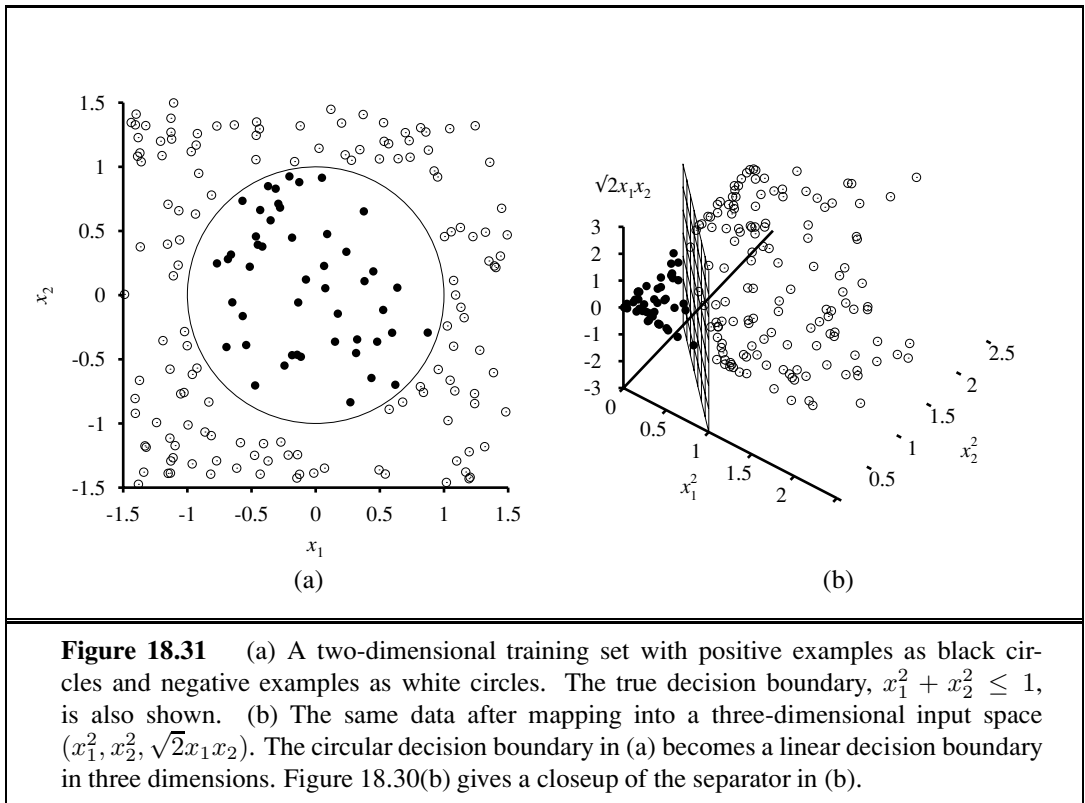 1.5
1
0.5
0
-0.5
-1
-1.5
x₂
-1.5 -1 -0.5 0 0.5 1 1.5
x₁
(a)
√2x₁x₂
3
2
1
0
-1
-2
-3
0
0.5
1
1.5
2
x₁²
0.5
1
1.5
2
2.5
x₂²
(b)
Figure 18.31 (a) A two-dimensional training set with positive examples as black cir-
cles and negative examples as white circles. The true decision boundary, x₁² + x₂² ≤ 1,
is also shown. (b) The same data after mapping into a three-dimensional input space
(x₁², x₂², √2x₁x₂). The circular decision boundary in (a) becomes a linear decision boundary
in three dimensions. Figure 18.30(b) gives a closeup of the separator in (b).